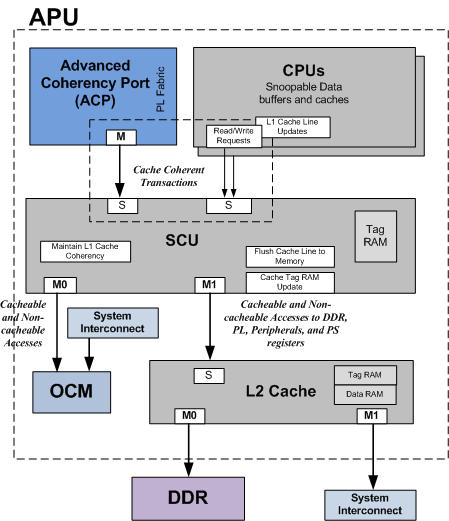 APU
Advanced
Coherency Port
(ACP)
PL Fabric
M
CPUs
Snoopable Data
buffers and caches
L1 Cache Line
Updates
Read/Write
Requests
Cache Coherent
Transactions
S
S
SCU
Tag
RAM
Maintain L1 Cache
Coherency
Flush Cache Line to
Memory
Cache Tag RAM
Update
M0
M1
Cacheable
and Non-
cacheable
Accesses
System
Interconnect
Cacheable and Non-
cacheable Accesses to DDR,
PL, Peripherals, and PS
registers
OCM
S
L2 Cache
Tag RAM
Data RAM
M0
M1
DDR
System
Interconnect